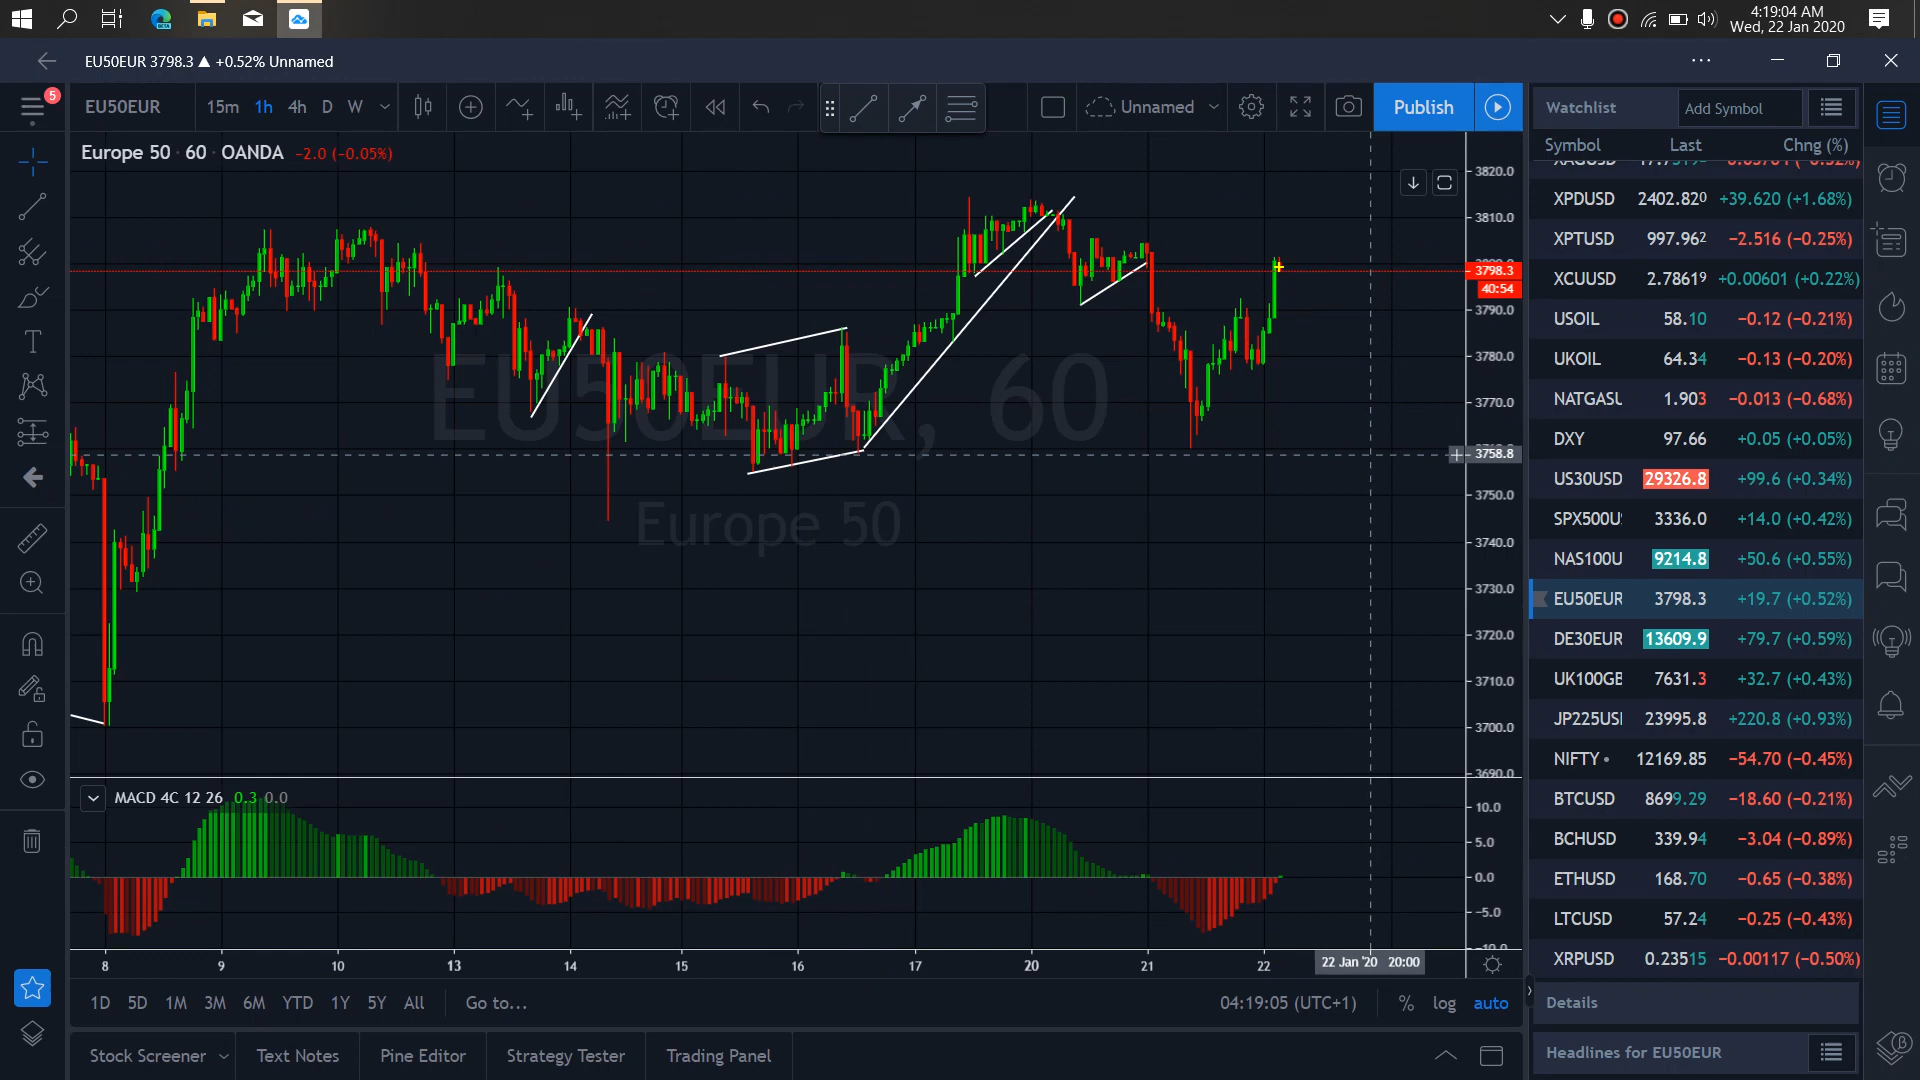 4:19:04 AM
Wed, 22 Jan 2020
BETA
EU50EUR 3798.3 ▲ +0.52% Unnamed
5
EU50EUR 15m 1h 4h D W Unnamed Publish
Watchlist Add Symbol
Symbol Last Chng (%)
Europe 50 · 60 · OANDA −2.0 (−0.05%)
XPDUSD 2402.820 +39.620 (+1.68%)
XPTUSD 997.962 −2.516 (−0.25%)
XCUUSD 2.78619 +0.00601 (+0.22%)
USOIL 58.10 −0.12 (−0.21%)
UKOIL 64.34 −0.13 (−0.20%)
NATGASU 1.903 −0.013 (−0.68%)
DXY 97.66 +0.05 (+0.05%)
US30USD 29326.8 +99.6 (+0.34%)
SPX500U 3336.0 +14.0 (+0.42%)
NAS100U 9214.8 +50.6 (+0.55%)
EU50EUR 3798.3 +19.7 (+0.52%)
DE30EUR 13609.9 +79.7 (+0.59%)
UK100GB 7631.3 +32.7 (+0.43%)
JP225US 23995.8 +220.8 (+0.93%)
NIFTY • 12169.85 −54.70 (−0.45%)
BTCUSD 8699.29 −18.60 (−0.21%)
BCHUSD 339.94 −3.04 (−0.89%)
ETHUSD 168.70 −0.65 (−0.38%)
LTCUSD 57.24 −0.25 (−0.43%)
XRPUSD 0.23515 −0.00117 (−0.50%)
Details
Headlines for EU50EUR
3820.0
3810.0
3798.3
40:54
3790.0
3780.0
3770.0
3758.8
3750.0
3740.0
3730.0
3720.0
3710.0
3700.0
3690.0
EU50EUR, 60
Europe 50
MACD 4C 12 26 0.3 0.0
10.0
5.0
0.0
−5.0
−10.0
8 9 10 13 14 15 16 17 20 21 22 22 Jan '20 20:00
1D 5D 1M 3M 6M YTD 1Y 5Y All Go to... 04:19:05 (UTC+1) % log auto
Stock Screener Text Notes Pine Editor Strategy Tester Trading Panel